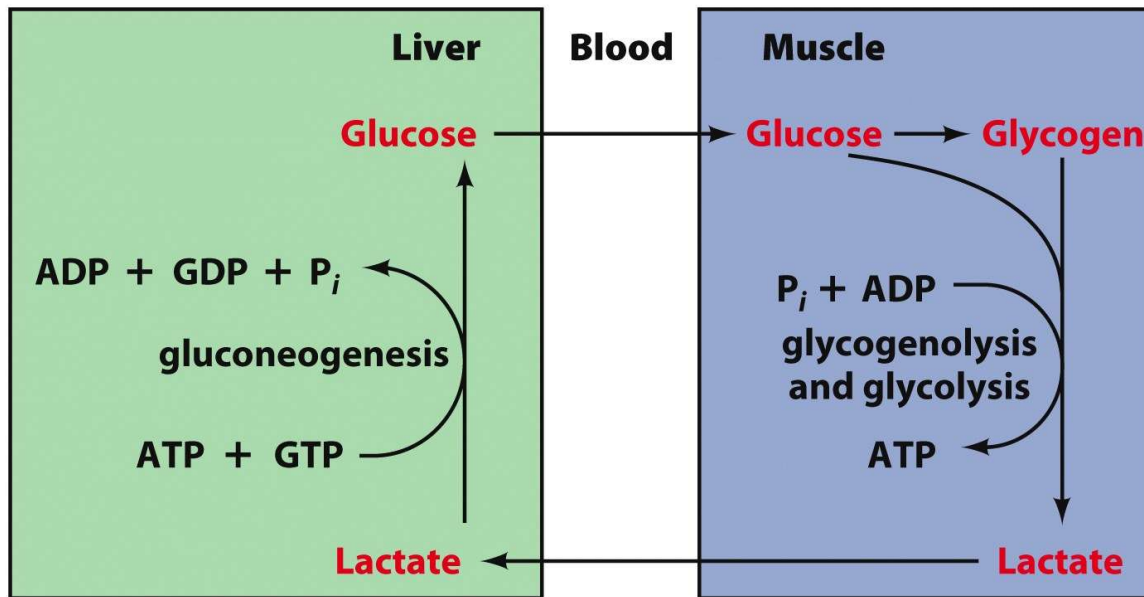 Liver
Blood
Muscle
Glucose
Glucose
Glycogen
ADP + GDP + Pi
gluconeogenesis
ATP + GTP
Pi + ADP
glycogenolysis
and glycolysis
ATP
Lactate
Lactate